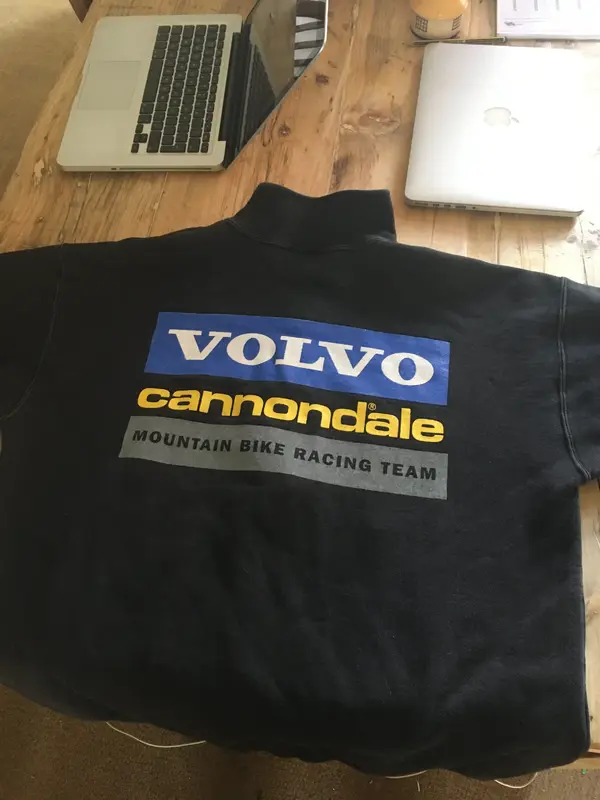 VOLVO
cannondale®
MOUNTAIN BIKE RACING TEAM